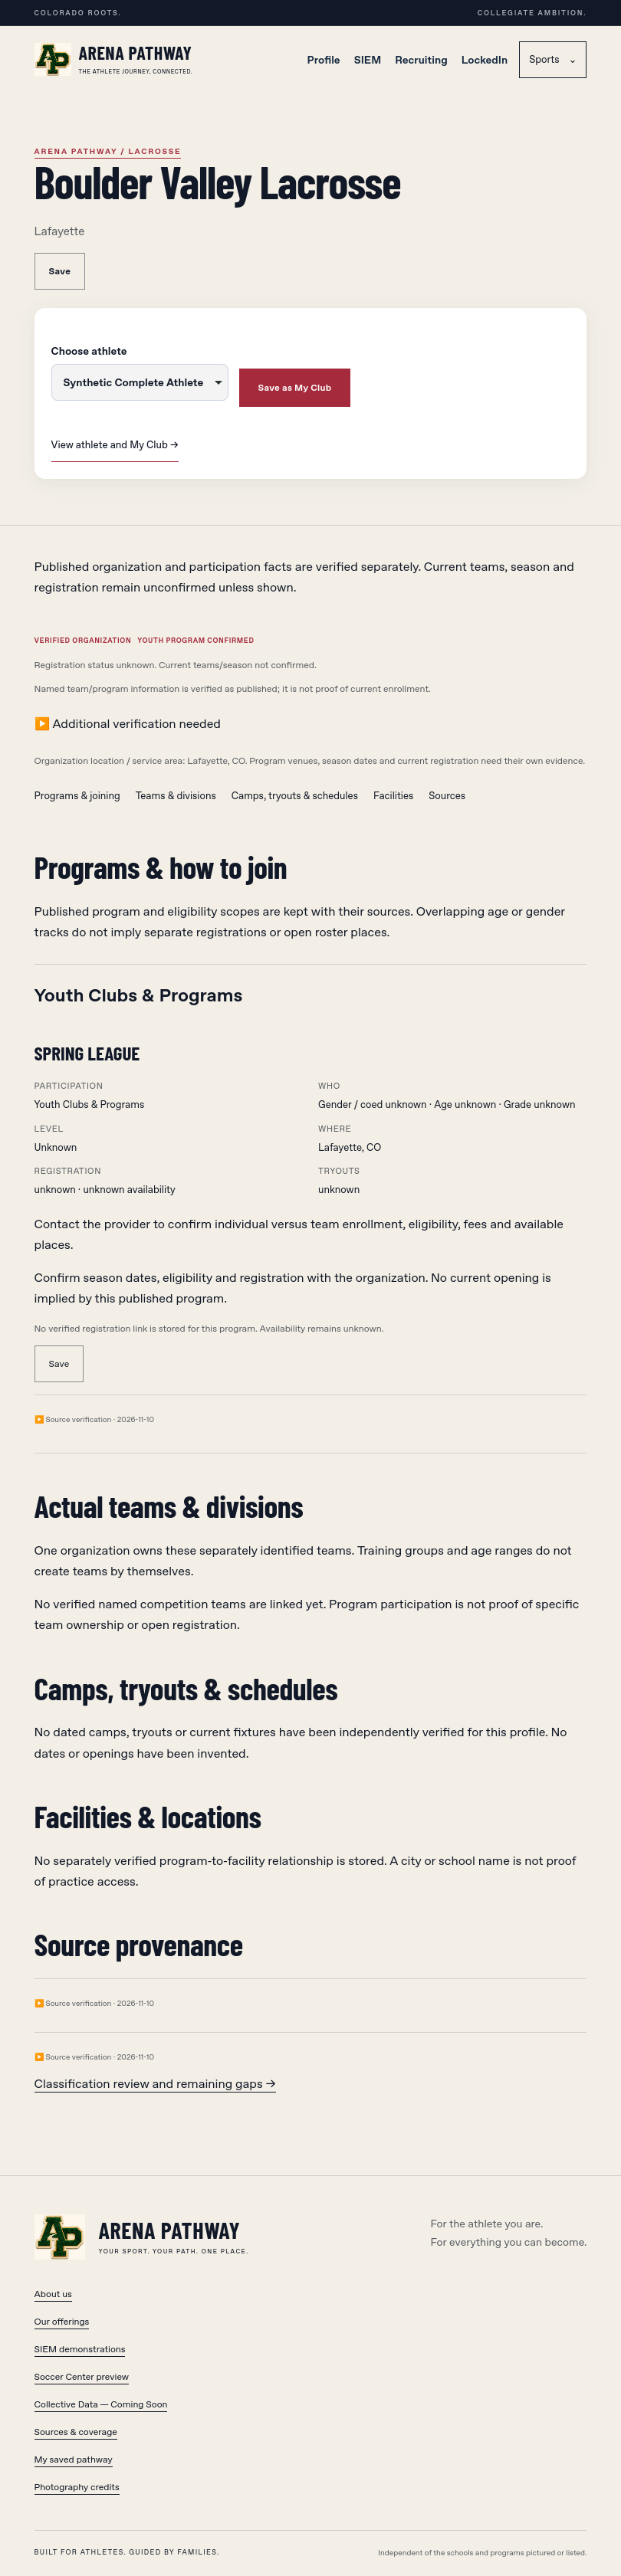 COLORADO ROOTS.
COLLEGIATE AMBITION.
AP
ARENA PATHWAY
THE ATHLETE JOURNEY, CONNECTED.
Profile
SIEM
Recruiting
LockedIn
Sports
ARENA PATHWAY / LACROSSE
Boulder Valley Lacrosse
Lafayette
Save
Choose athlete
Synthetic Complete Athlete
Save as My Club
View athlete and My Club →
Published organization and participation facts are verified separately. Current teams, season and
registration remain unconfirmed unless shown.
VERIFIED ORGANIZATION YOUTH PROGRAM CONFIRMED
Registration status unknown. Current teams/season not confirmed.
Named team/program information is verified as published; it is not proof of current enrollment.
▶ Additional verification needed
Organization location / service area: Lafayette, CO. Program venues, season dates and current registration need their own evidence.
Programs & joining
Teams & divisions
Camps, tryouts & schedules
Facilities
Sources
Programs & how to join
Published program and eligibility scopes are kept with their sources. Overlapping age or gender
tracks do not imply separate registrations or open roster places.
Youth Clubs & Programs
SPRING LEAGUE
PARTICIPATION
WHO
Youth Clubs & Programs
Gender / coed unknown · Age unknown · Grade unknown
LEVEL
WHERE
Unknown
Lafayette, CO
REGISTRATION
TRYOUTS
unknown · unknown availability
unknown
Contact the provider to confirm individual versus team enrollment, eligibility, fees and available
places.
Confirm season dates, eligibility and registration with the organization. No current opening is
implied by this published program.
No verified registration link is stored for this program. Availability remains unknown.
Save
▶ Source verification · 2026-11-10
Actual teams & divisions
One organization owns these separately identified teams. Training groups and age ranges do not
create teams by themselves.
No verified named competition teams are linked yet. Program participation is not proof of specific
team ownership or open registration.
Camps, tryouts & schedules
No dated camps, tryouts or current fixtures have been independently verified for this profile. No
dates or openings have been invented.
Facilities & locations
No separately verified program-to-facility relationship is stored. A city or school name is not proof
of practice access.
Source provenance
▶ Source verification · 2026-11-10
▶ Source verification · 2026-11-10
Classification review and remaining gaps →
AP
ARENA PATHWAY
YOUR SPORT. YOUR PATH. ONE PLACE.
For the athlete you are.
For everything you can become.
About us
Our offerings
SIEM demonstrations
Soccer Center preview
Collective Data — Coming Soon
Sources & coverage
My saved pathway
Photography credits
BUILT FOR ATHLETES. GUIDED BY FAMILIES.
Independent of the schools and programs pictured or listed.